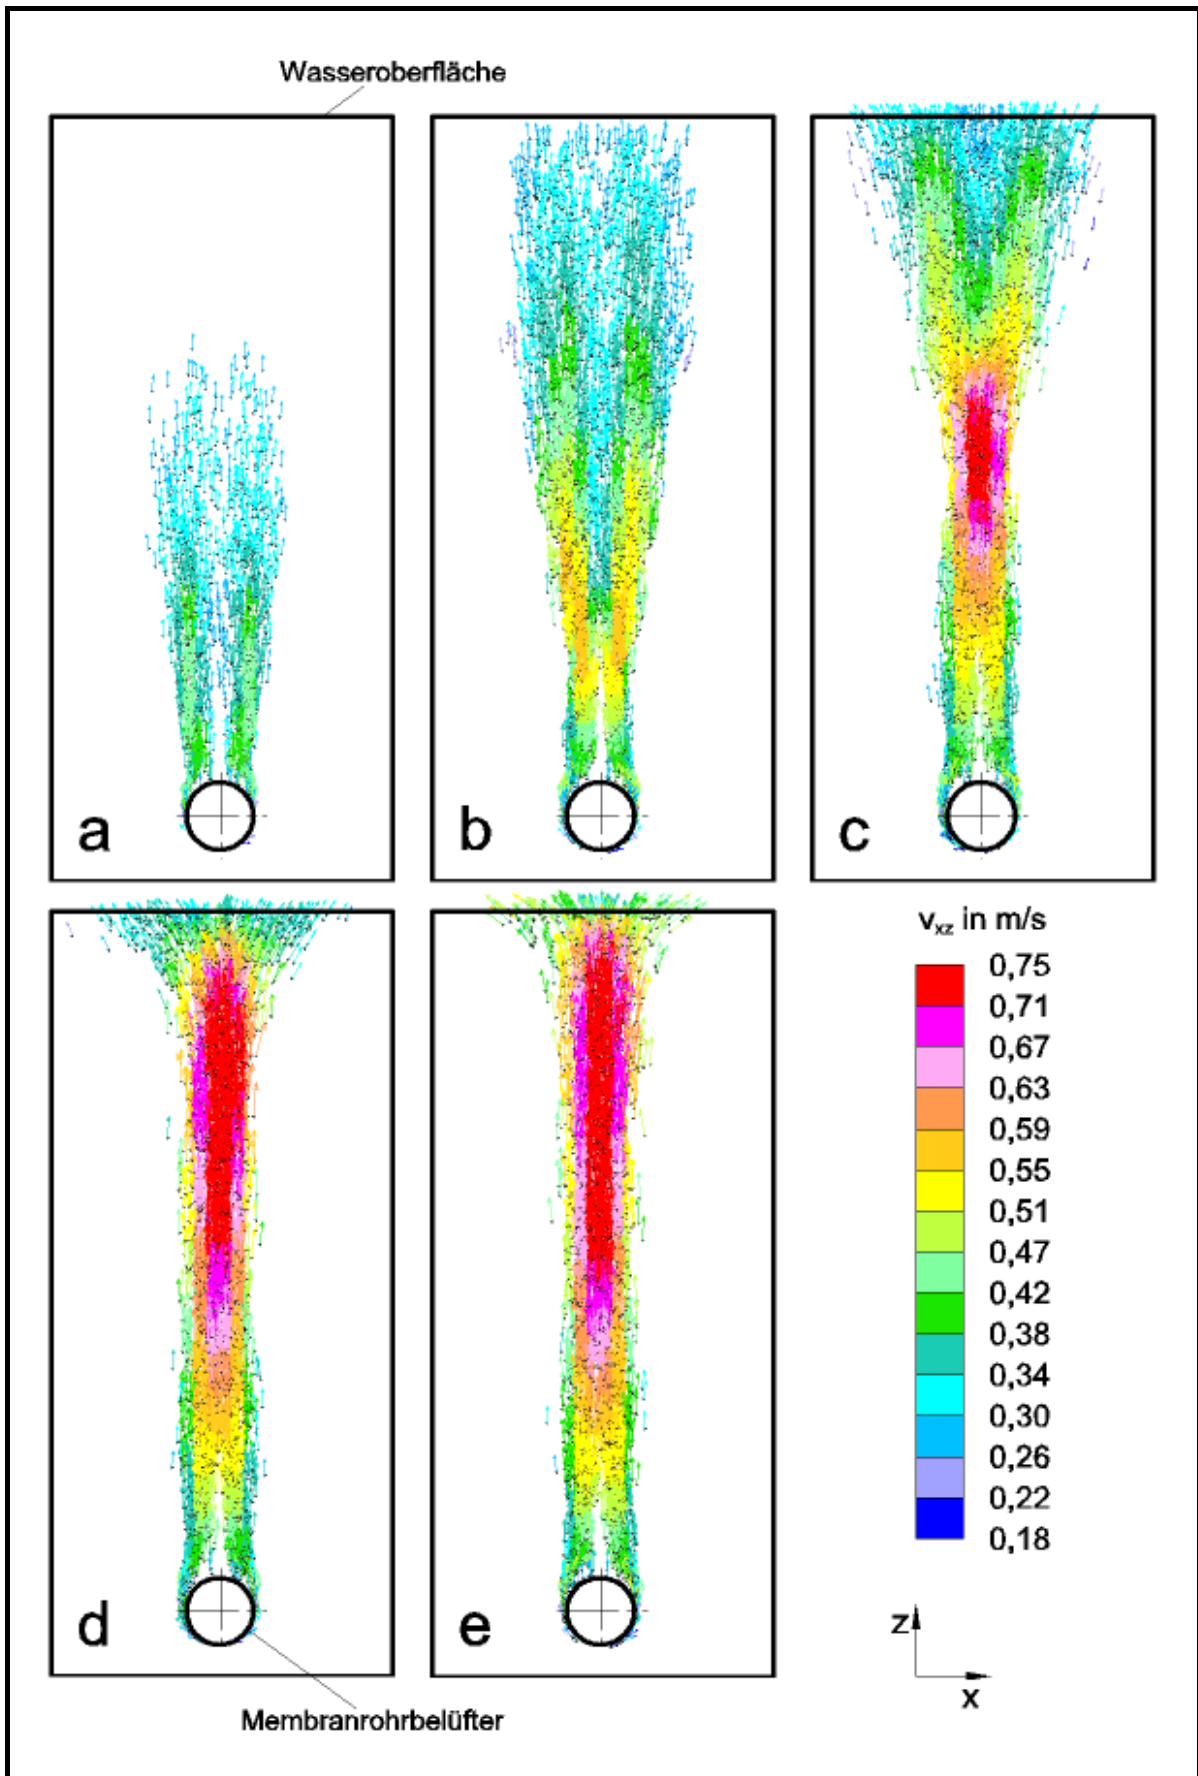 Wasseroberfläche
a
b
c
d
e
v_xz in m/s
0,75
0,71
0,67
0,63
0,59
0,55
0,51
0,47
0,42
0,38
0,34
0,30
0,26
0,22
0,18
z
x
Membranrohrbelüfter